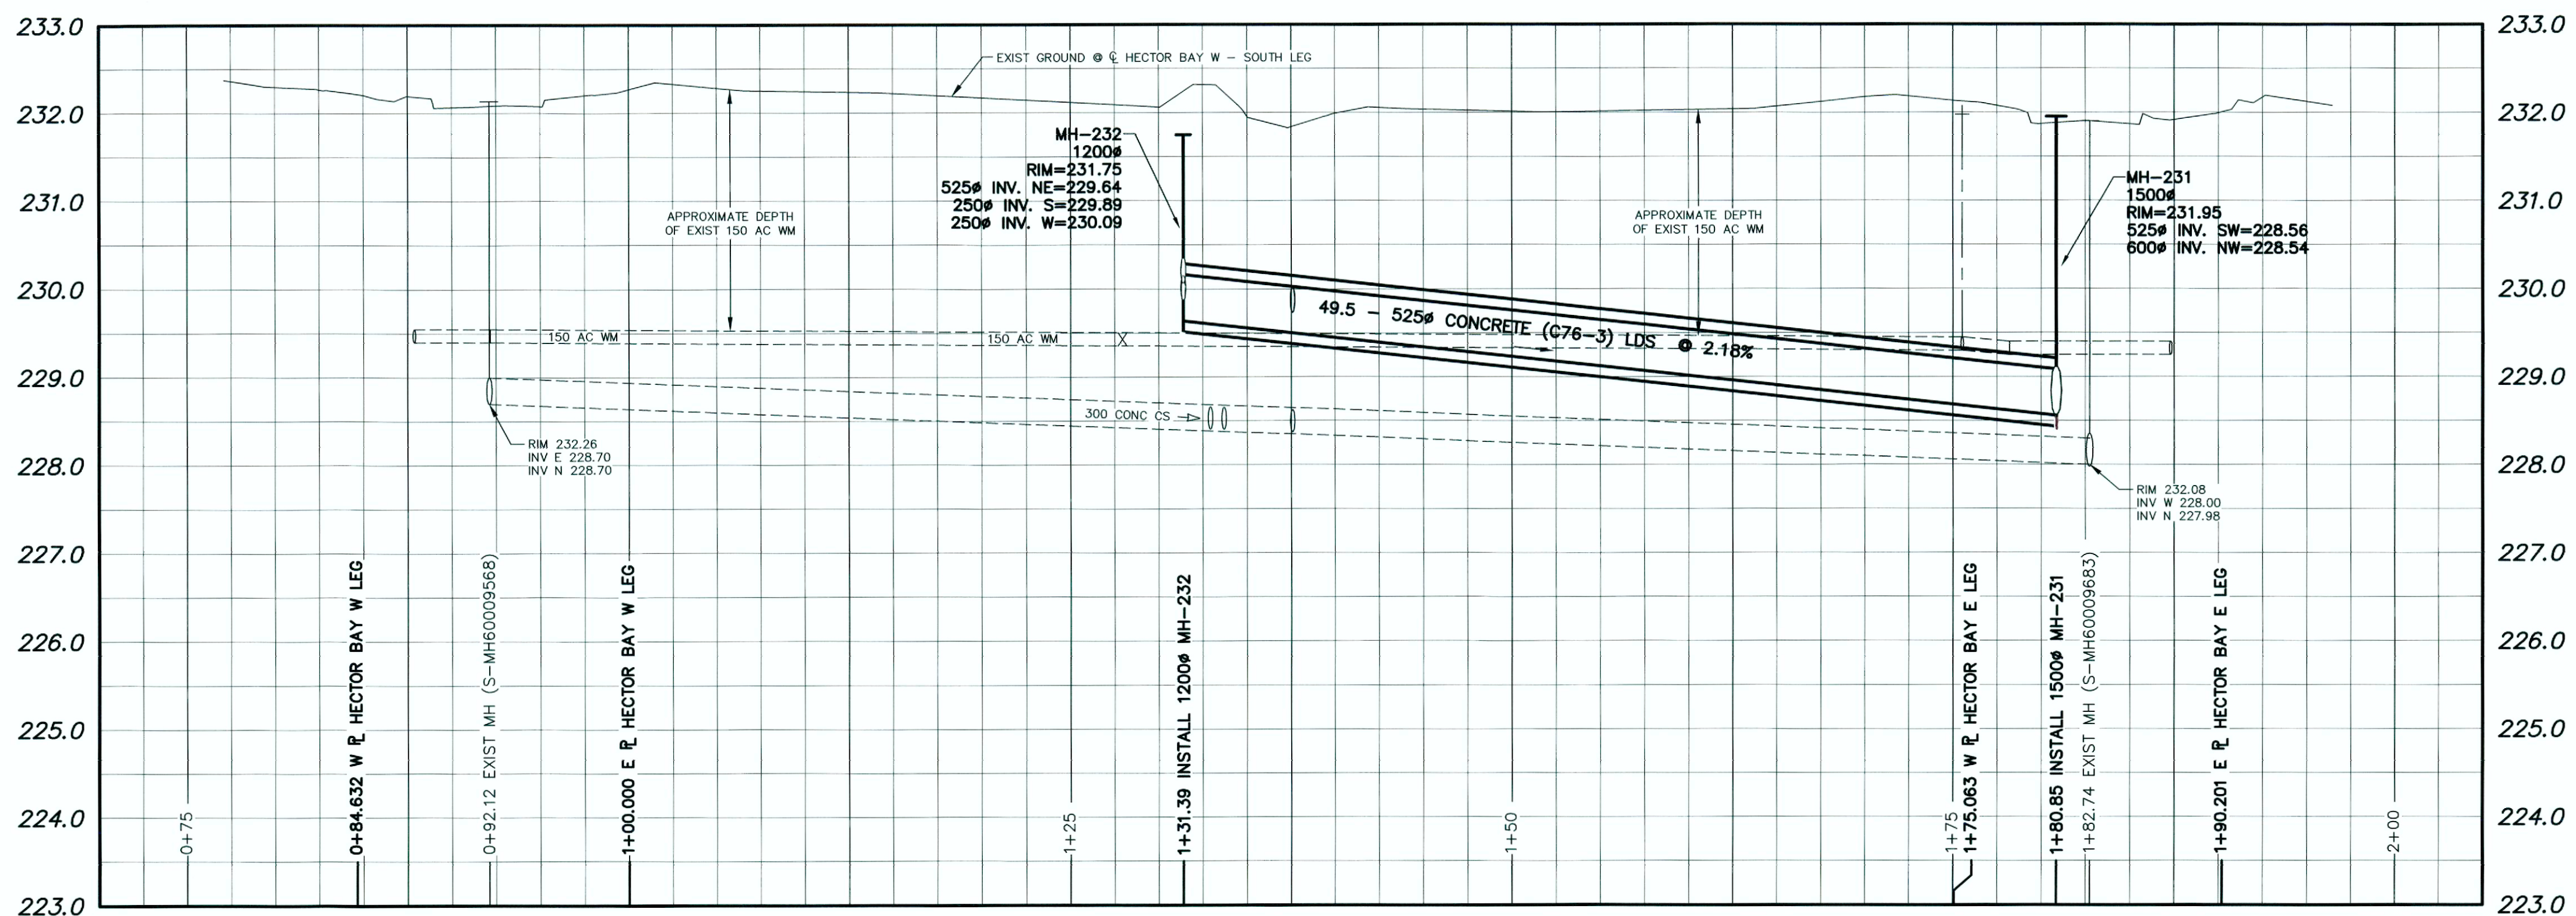 233.0
232.0
231.0
230.0
229.0
228.0
227.0
226.0
225.0
224.0
223.0
EXIST GROUND @ ℄ HECTOR BAY W – SOUTH LEG
APPROXIMATE DEPTH
OF EXIST 150 AC WM
MH-232
1200ø
RIM=231.75
525ø INV. NE=229.64
250ø INV. S=229.89
250ø INV. W=230.09
APPROXIMATE DEPTH
OF EXIST 150 AC WM
MH-231
1500ø
RIM=231.95
525ø INV. SW=228.56
600ø INV. NW=228.54
49.5 – 525ø CONCRETE (C76-3) LDS @ 2.18%
150 AC WM
150 AC WM
X
300 CONC CS
RIM 232.26
INV E 228.70
INV N 228.70
RIM 232.08
INV W 228.00
INV N 227.98
0+75
0+84.632 W PL HECTOR BAY W LEG
0+92.12 EXIST MH (S-MH60009568)
1+00.000 E PL HECTOR BAY W LEG
1+25
1+31.39 INSTALL 1200ø MH-232
1+50
1+75
1+75.063 W PL HECTOR BAY E LEG
1+80.85 INSTALL 1500ø MH-231
1+82.74 EXIST MH (S-MH60009683)
1+90.201 E PL HECTOR BAY E LEG
2+00
233.0
232.0
231.0
230.0
229.0
228.0
227.0
226.0
225.0
224.0
223.0